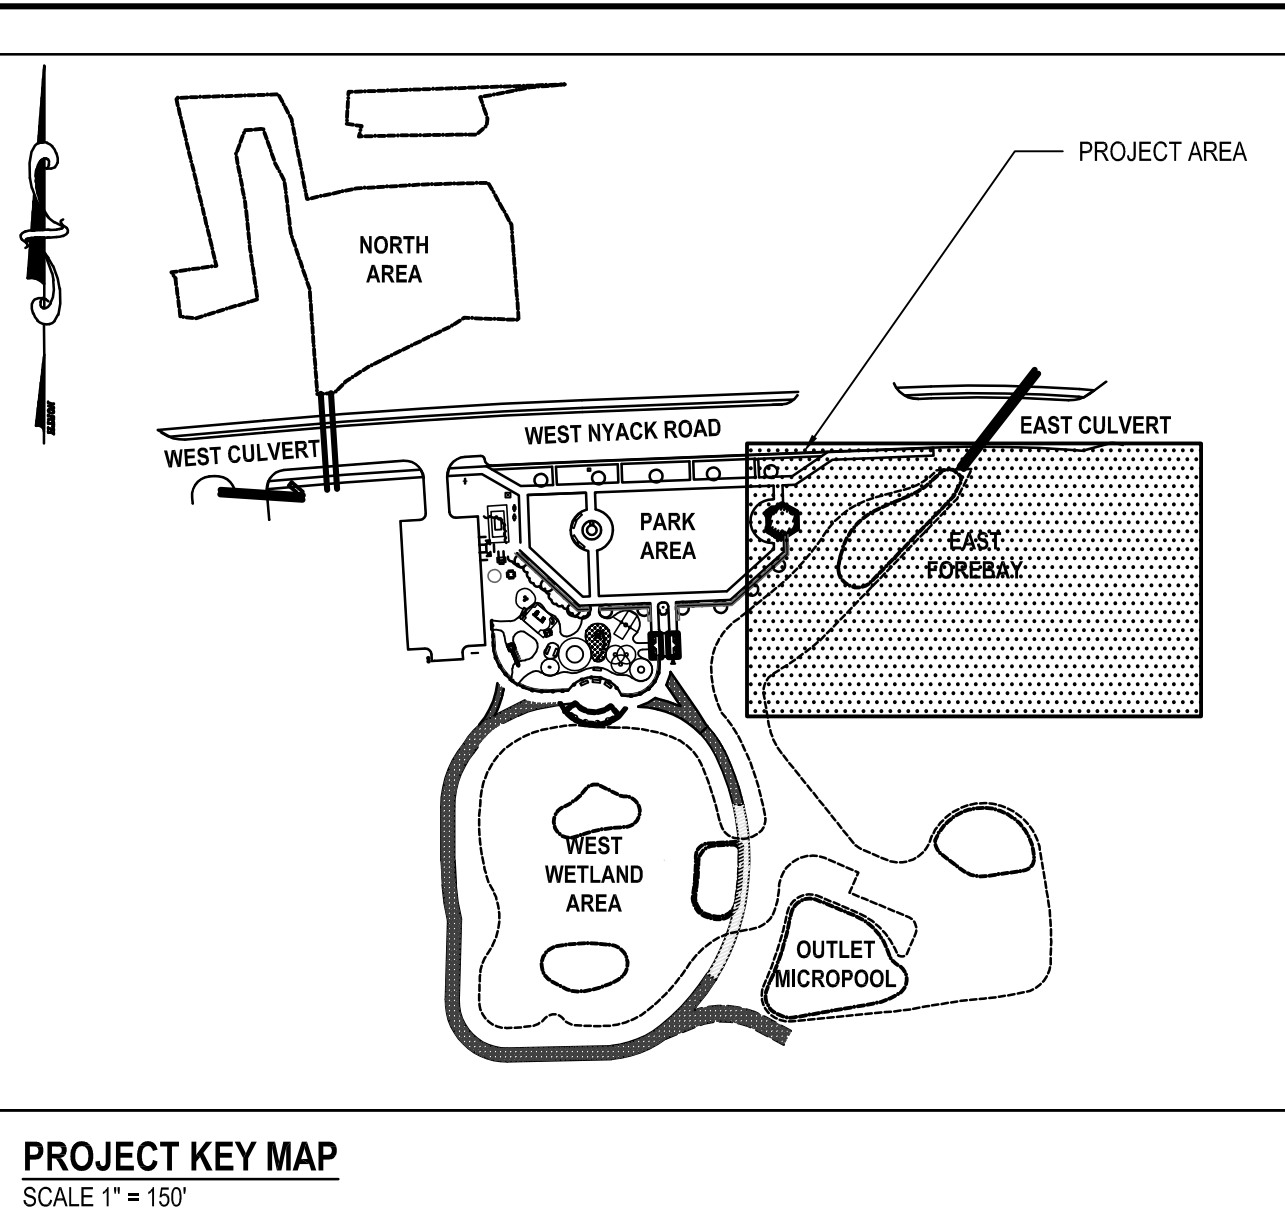 PROJECT AREA
NORTH
AREA
WEST NYACK ROAD
EAST CULVERT
WEST CULVERT
PARK
AREA
EAST
FOREBAY
WEST
WETLAND
AREA
OUTLET
MICROPOOL
PROJECT KEY MAP
SCALE 1" = 150'